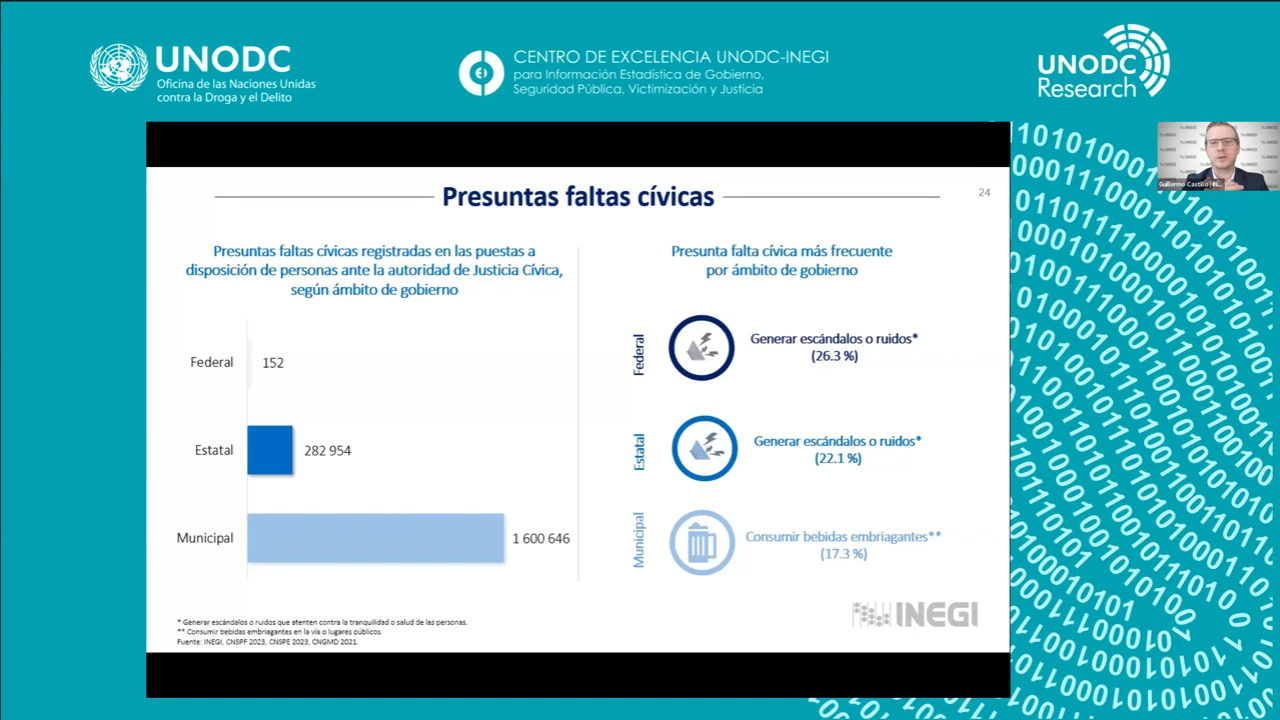 UNODC
Oficina de las Naciones Unidas
contra la Droga y el Delito
CENTRO DE EXCELENCIA UNODC-INEGI
para Información Estadística de Gobierno,
Seguridad Pública, Victimización y Justicia
UNODC
Research
Guillermo Castillo | IN...
Presuntas faltas cívicas
24
Presuntas faltas cívicas registradas en las puestas a
disposición de personas ante la autoridad de Justicia Cívica,
según ámbito de gobierno
Federal
152
Estatal
282 954
Municipal
1 600 646
Presunta falta cívica más frecuente
por ámbito de gobierno
Federal
Generar escándalos o ruidos*
(26.3 %)
Estatal
Generar escándalos o ruidos*
(22.1 %)
Municipal
Consumir bebidas embriagantes**
(17.3 %)
* Generar escándalos o ruidos que atenten contra la tranquilidad o salud de las personas.
** Consumir bebidas embriagantes en la vía o lugares públicos.
Fuente: INEGI, CNSPF 2023, CNSPE 2023, CNGMD 2021.
INEGI